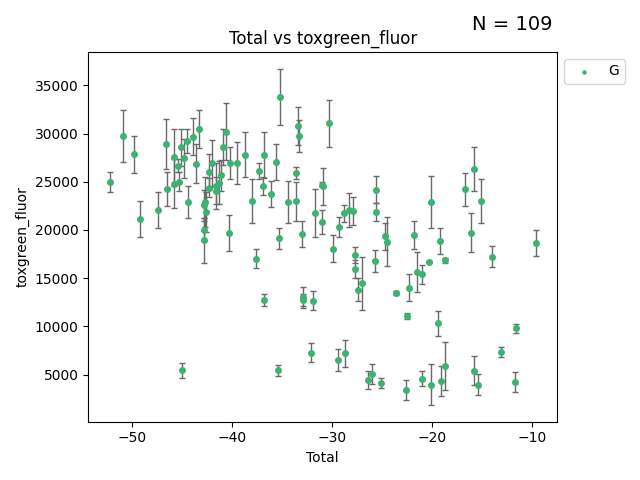 N = 109
Total vs toxgreen_fluor
G
35000
30000
25000
20000
15000
10000
5000
toxgreen_fluor
−50 −40 −30 −20 −10
Total